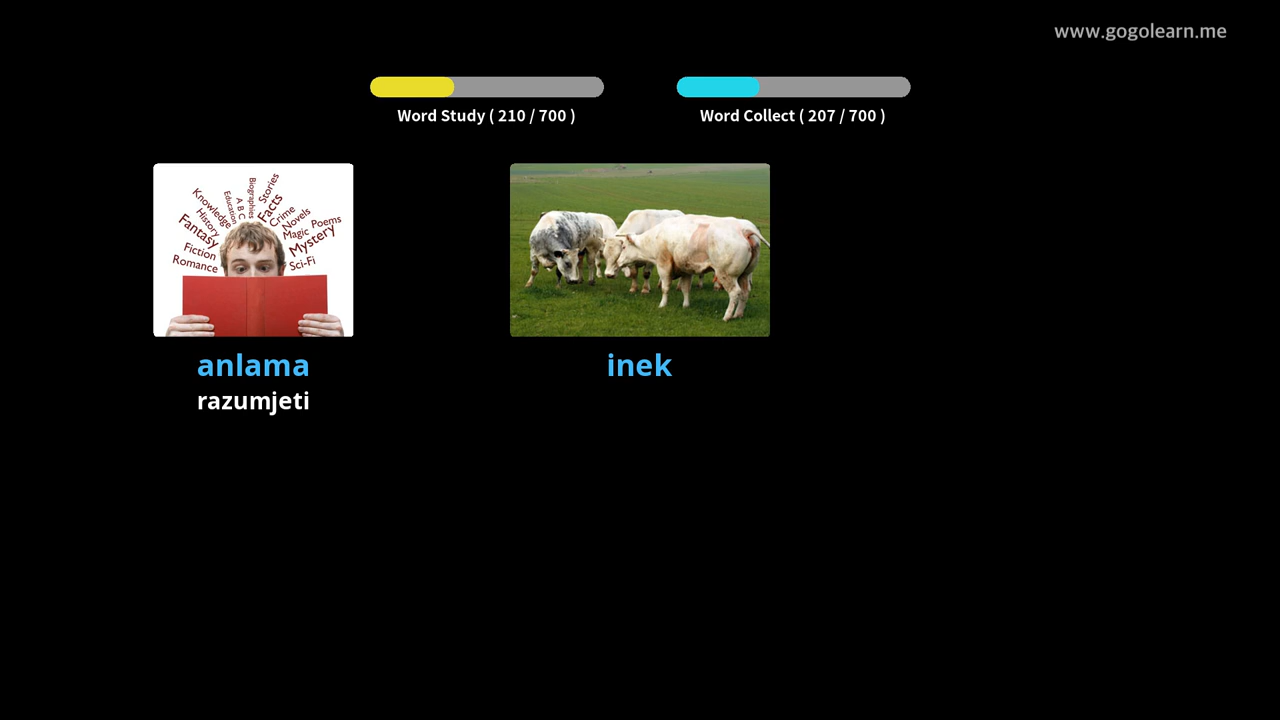 www.gogolearn.me
Word Study ( 210 / 700 )
Word Collect ( 207 / 700 )
Stories
Biographies
Facts
A B C
Education
Knowledge
Crime
History
Novels
Fantasy
Magic Poems
Mystery
Fiction
Romance
Sci-Fi
anlama
razumjeti
inek